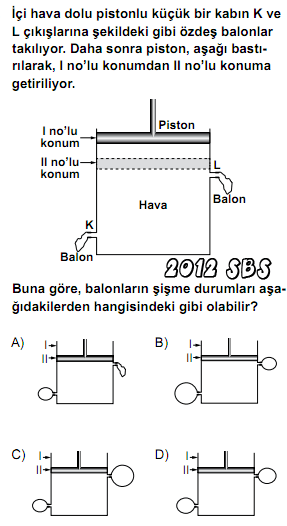 İçi hava dolu pistonlu küçük bir kabın K ve
L çıkışlarına şekildeki gibi özdeş balonlar
takılıyor. Daha sonra piston, aşağı bastı-
rılarak, I no'lu konumdan II no'lu konuma
getiriliyor.
Piston
I no'lu
konum
II no'lu
konum
L
Hava
Balon
K
Balon
2012 SBS
Buna göre, balonların şişme durumları aşa-
ğıdakilerden hangisindeki gibi olabilir?
A) I II
B) I II
C) I II
D) I II